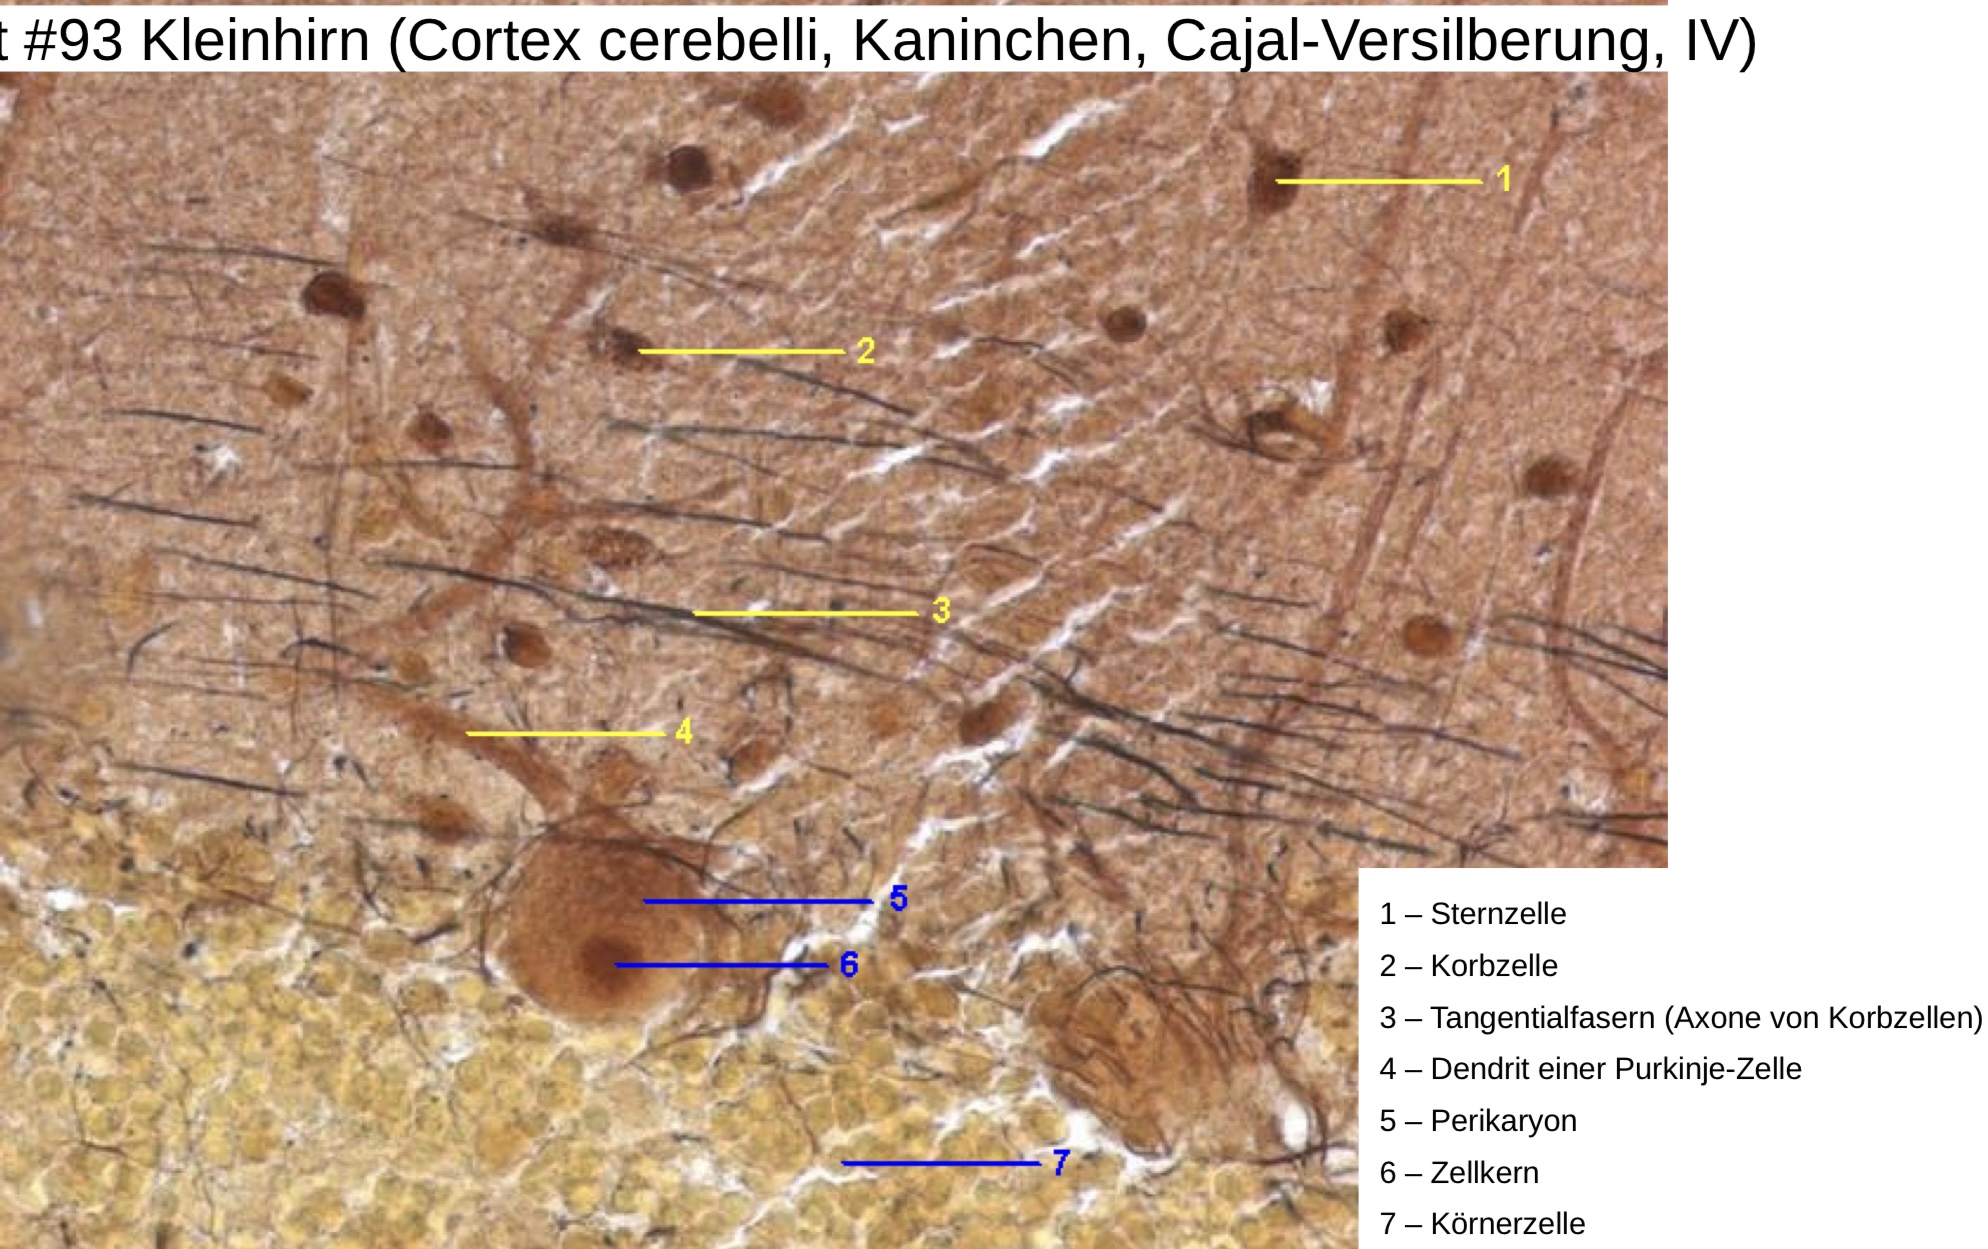 t #93 Kleinhirn (Cortex cerebelli, Kaninchen, Cajal-Versilberung, IV)
1
2
3
4
5
6
7
1 – Sternzelle
2 – Korbzelle
3 – Tangentialfasern (Axone von Korbzellen)
4 – Dendrit einer Purkinje-Zelle
5 – Perikaryon
6 – Zellkern
7 – Körnerzelle